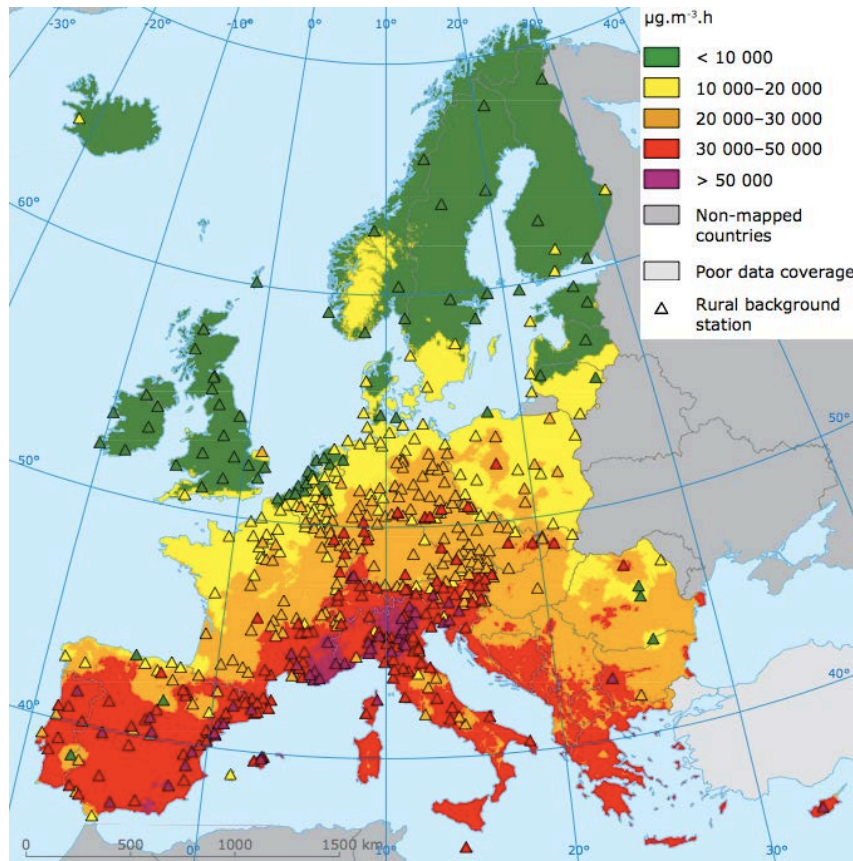 -30° -20° -10° 0° 10° 20° 30° 40°
µg.m⁻³.h
< 10 000
10 000–20 000
20 000–30 000
30 000–50 000
> 50 000
Non-mapped
countries
Poor data coverage
Rural background
station
60°
50°
50°
40°
40°
0 500 1000 1500 km
0° 10° 20° 30°